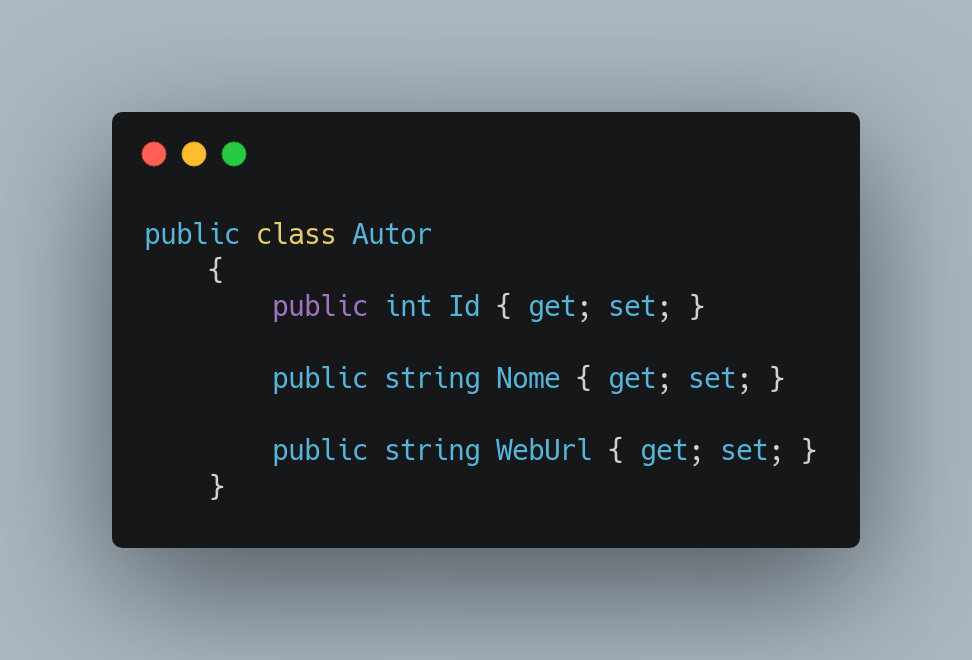 public class Autor
{
public int Id { get; set; }
public string Nome { get; set; }
public string WebUrl { get; set; }
}